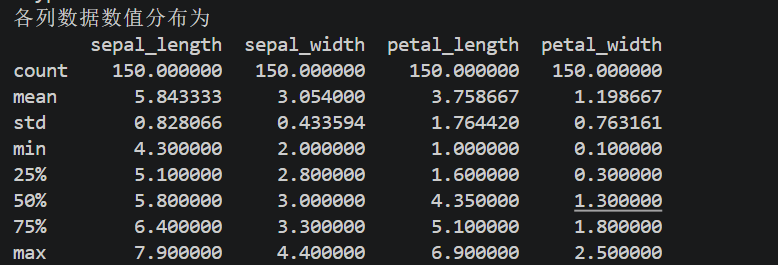 各列数据数值分布为
sepal_length sepal_width petal_length petal_width
count 150.000000 150.000000 150.000000 150.000000
mean 5.843333 3.054000 3.758667 1.198667
std 0.828066 0.433594 1.764420 0.763161
min 4.300000 2.000000 1.000000 0.100000
25% 5.100000 2.800000 1.600000 0.300000
50% 5.800000 3.000000 4.350000 1.300000
75% 6.400000 3.300000 5.100000 1.800000
max 7.900000 4.400000 6.900000 2.500000